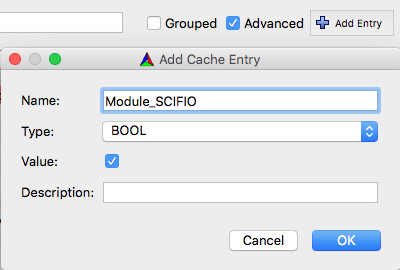 Grouped Advanced Add Entry
Add Cache Entry
Name: Module_SCIFIO
Type: BOOL
Value:
Description:
Cancel OK